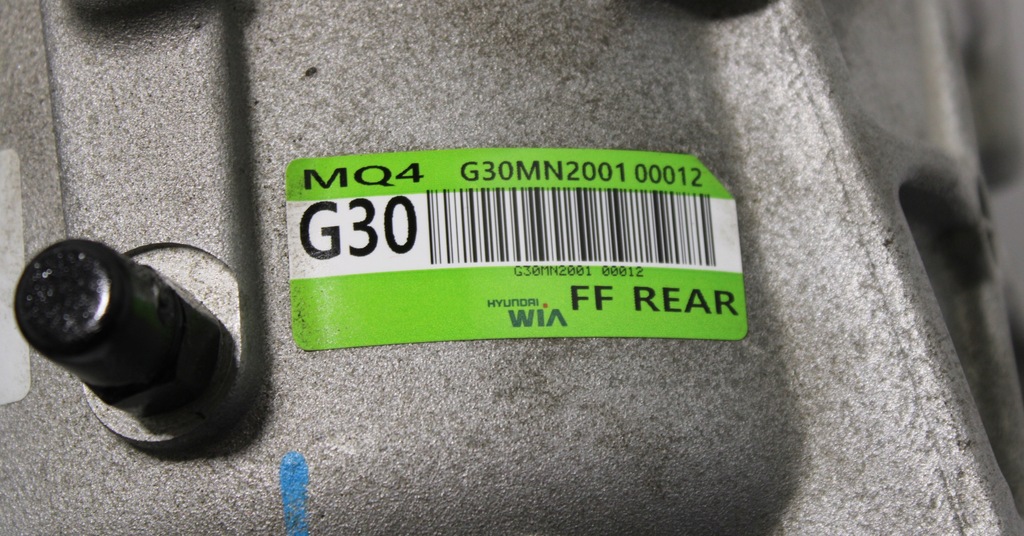 MQ4 G30MN2001 00012
G30
G30MN2001 00012
HYUNDAI
WIA
FF REAR